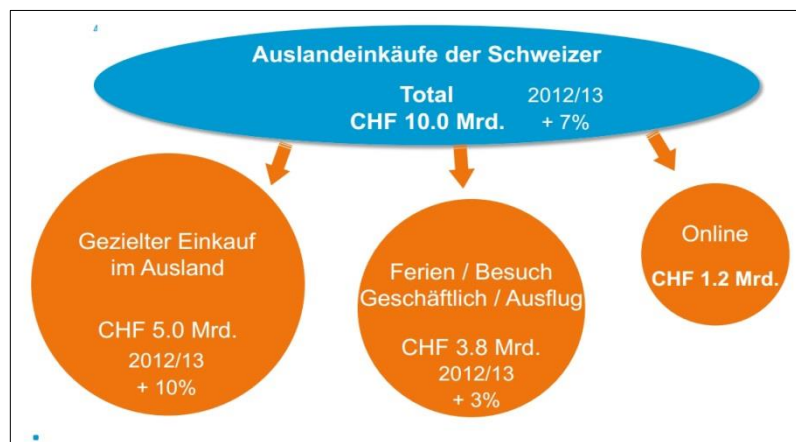 Auslandeinkäufe der Schweizer
Total 2012/13
CHF 10.0 Mrd. + 7%
Gezielter Einkauf
im Ausland
CHF 5.0 Mrd.
2012/13
+ 10%
Ferien / Besuch
Geschäftlich / Ausflug
CHF 3.8 Mrd.
2012/13
+ 3%
Online
CHF 1.2 Mrd.